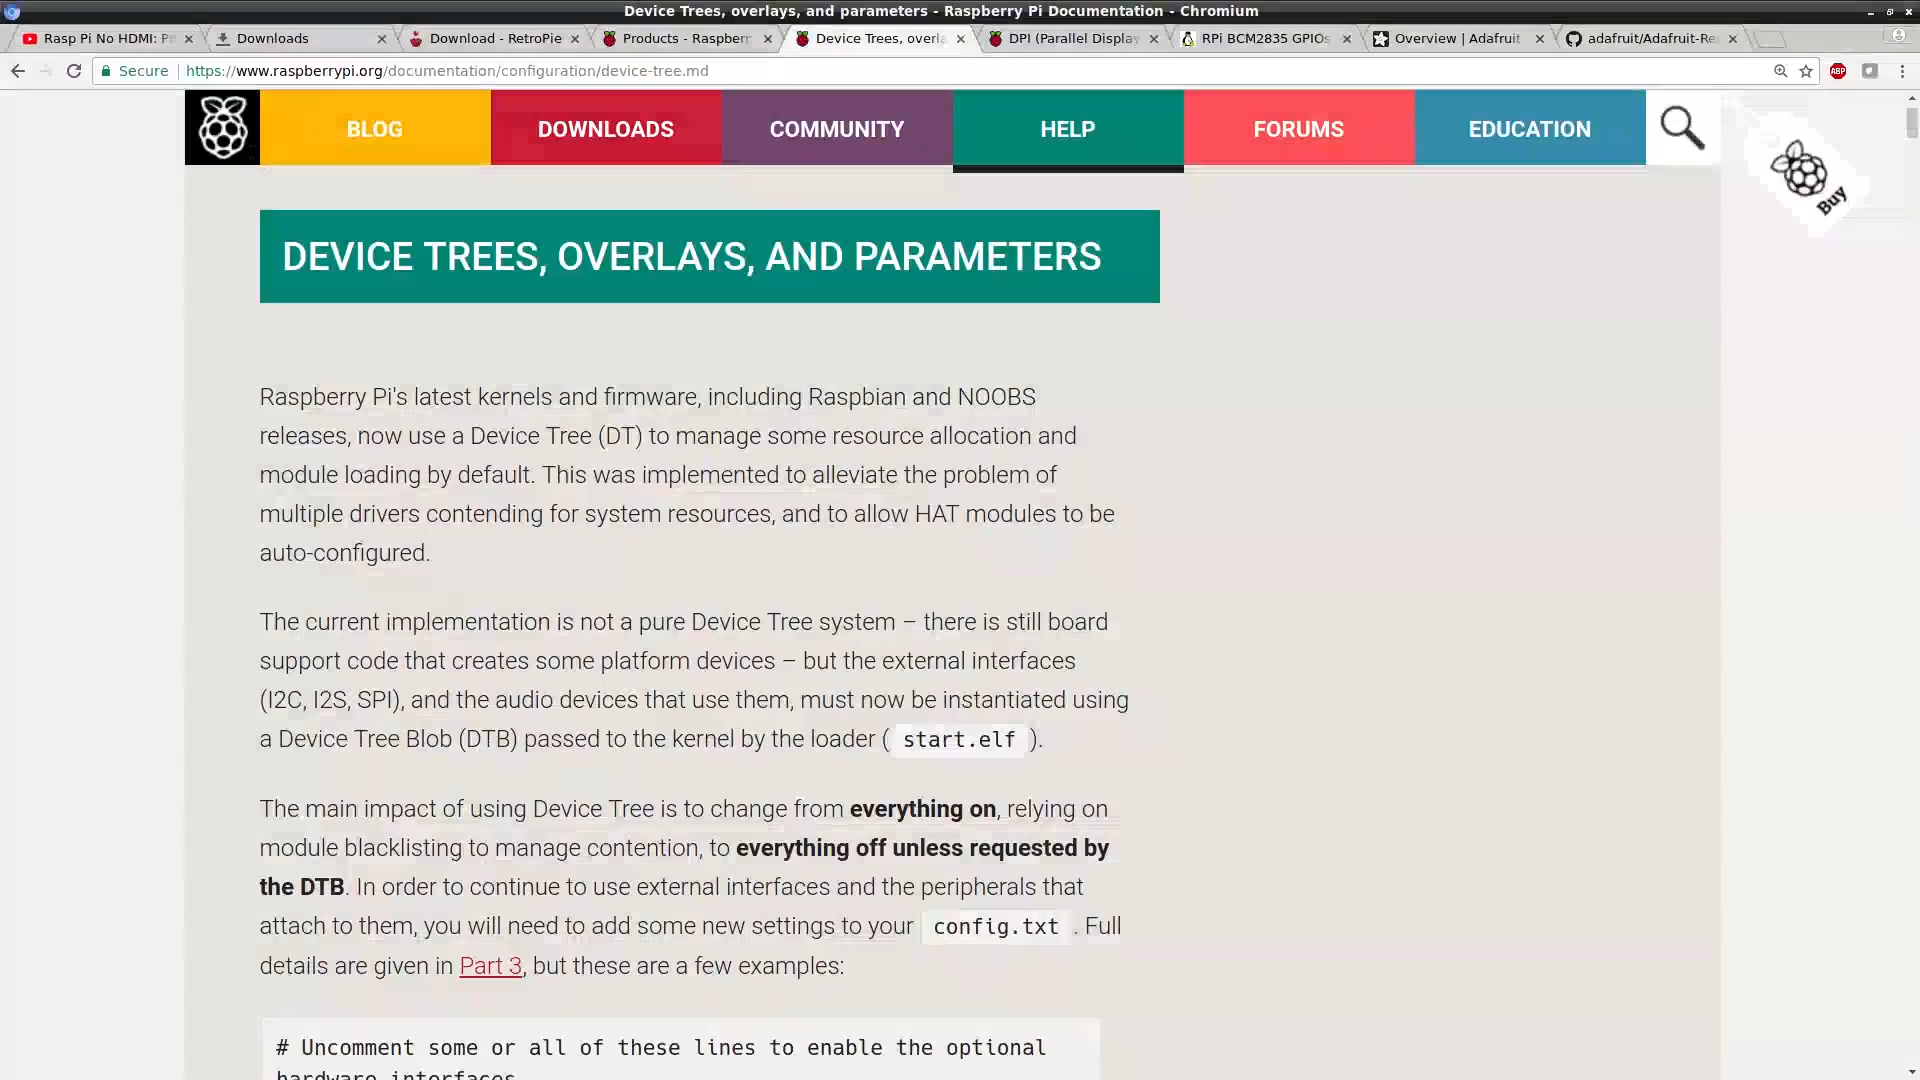 Device Trees, overlays, and parameters - Raspberry Pi Documentation - Chromium
Rasp Pi No HDMI:
Downloads
Download - RetroPie
Products - Raspber
Device Trees, overla
DPI (Parallel Display
RPi BCM2835 GPIOs
Overview | Adafruit
adafruit/Adafruit-Re
Secure
https://www.raspberrypi.org/documentation/configuration/device-tree.md
ABP
BLOG
DOWNLOADS
COMMUNITY
HELP
FORUMS
EDUCATION
Buy
DEVICE TREES, OVERLAYS, AND PARAMETERS
Raspberry Pi's latest kernels and firmware, including Raspbian and NOOBS
releases, now use a Device Tree (DT) to manage some resource allocation and
module loading by default. This was implemented to alleviate the problem of
multiple drivers contending for system resources, and to allow HAT modules to be
auto-configured.
The current implementation is not a pure Device Tree system – there is still board
support code that creates some platform devices – but the external interfaces
(I2C, I2S, SPI), and the audio devices that use them, must now be instantiated using
a Device Tree Blob (DTB) passed to the kernel by the loader ( start.elf ).
The main impact of using Device Tree is to change from everything on, relying on
module blacklisting to manage contention, to everything off unless requested by
the DTB. In order to continue to use external interfaces and the peripherals that
attach to them, you will need to add some new settings to your config.txt . Full
details are given in Part 3, but these are a few examples:
# Uncomment some or all of these lines to enable the optional
hardware interfaces